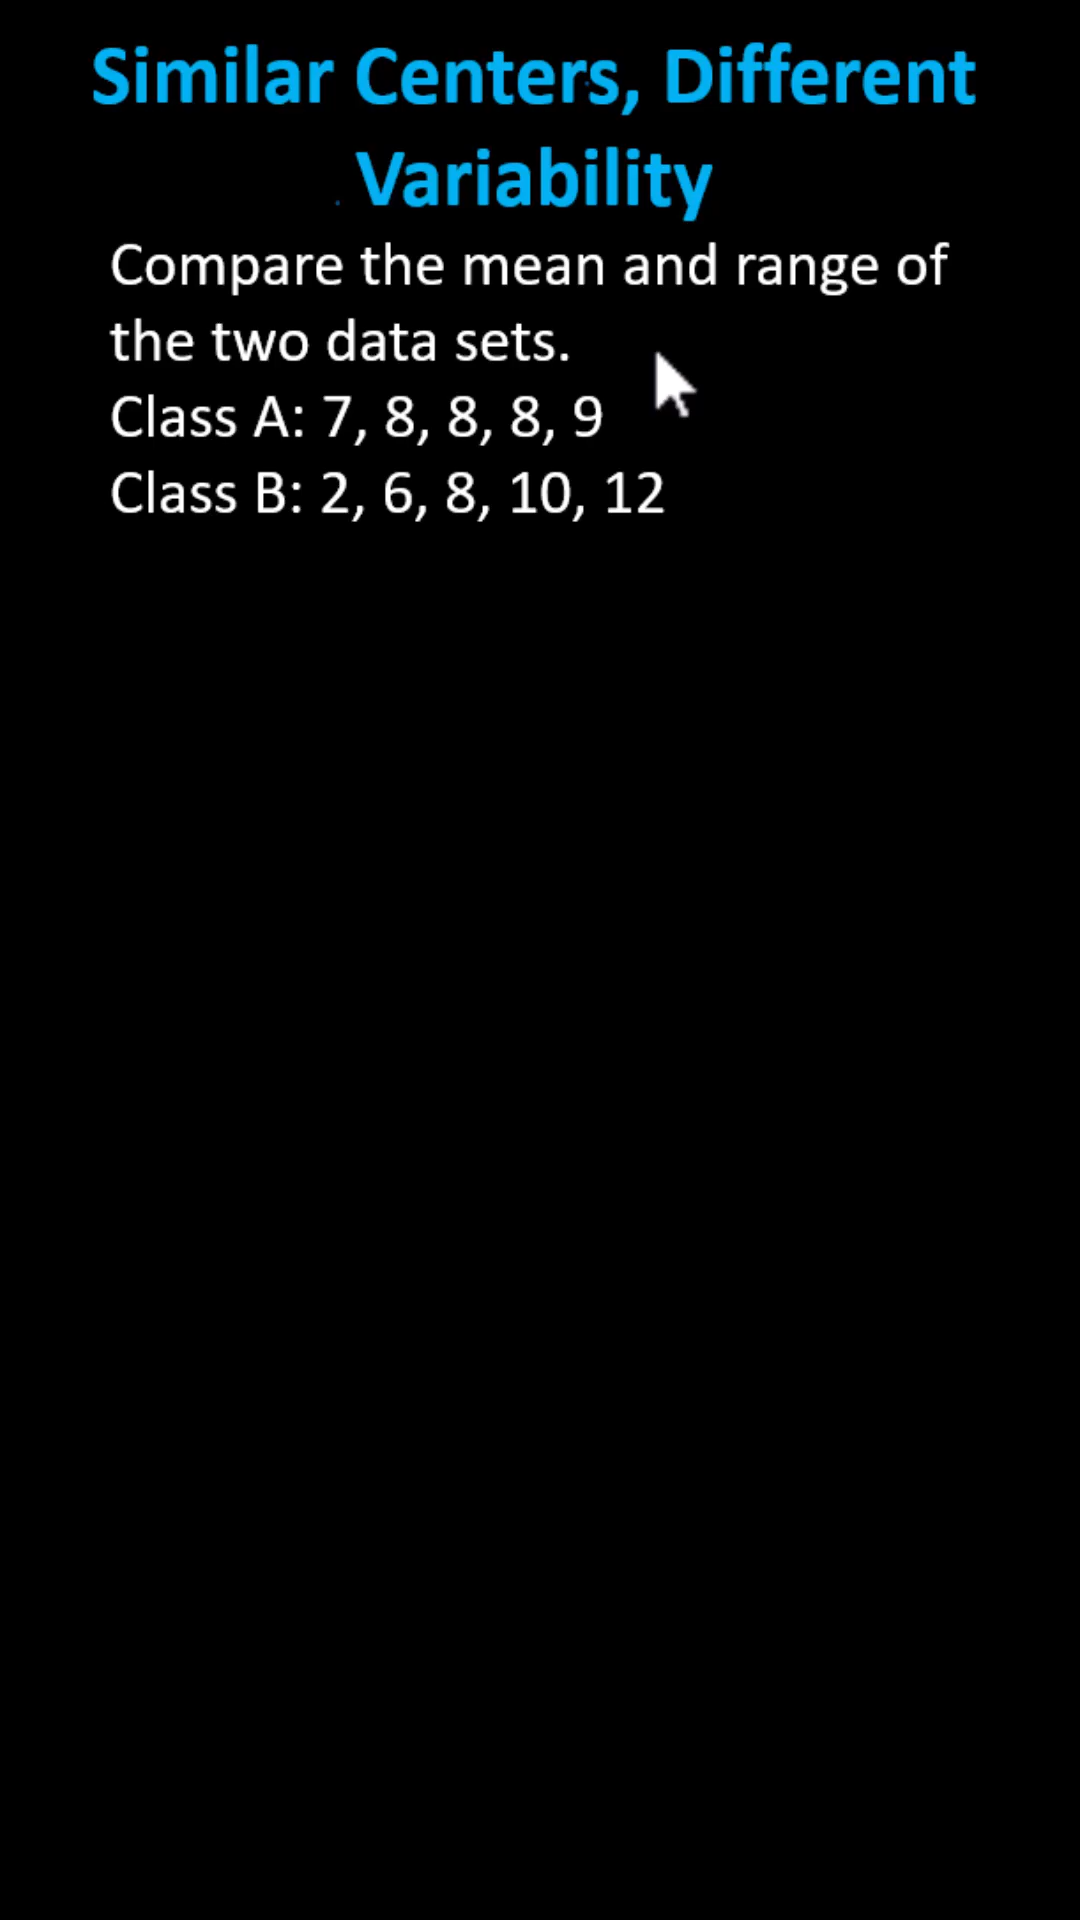 Similar Centers, Different
Variability
Compare the mean and range of
the two data sets.
Class A: 7, 8, 8, 8, 9
Class B: 2, 6, 8, 10, 12